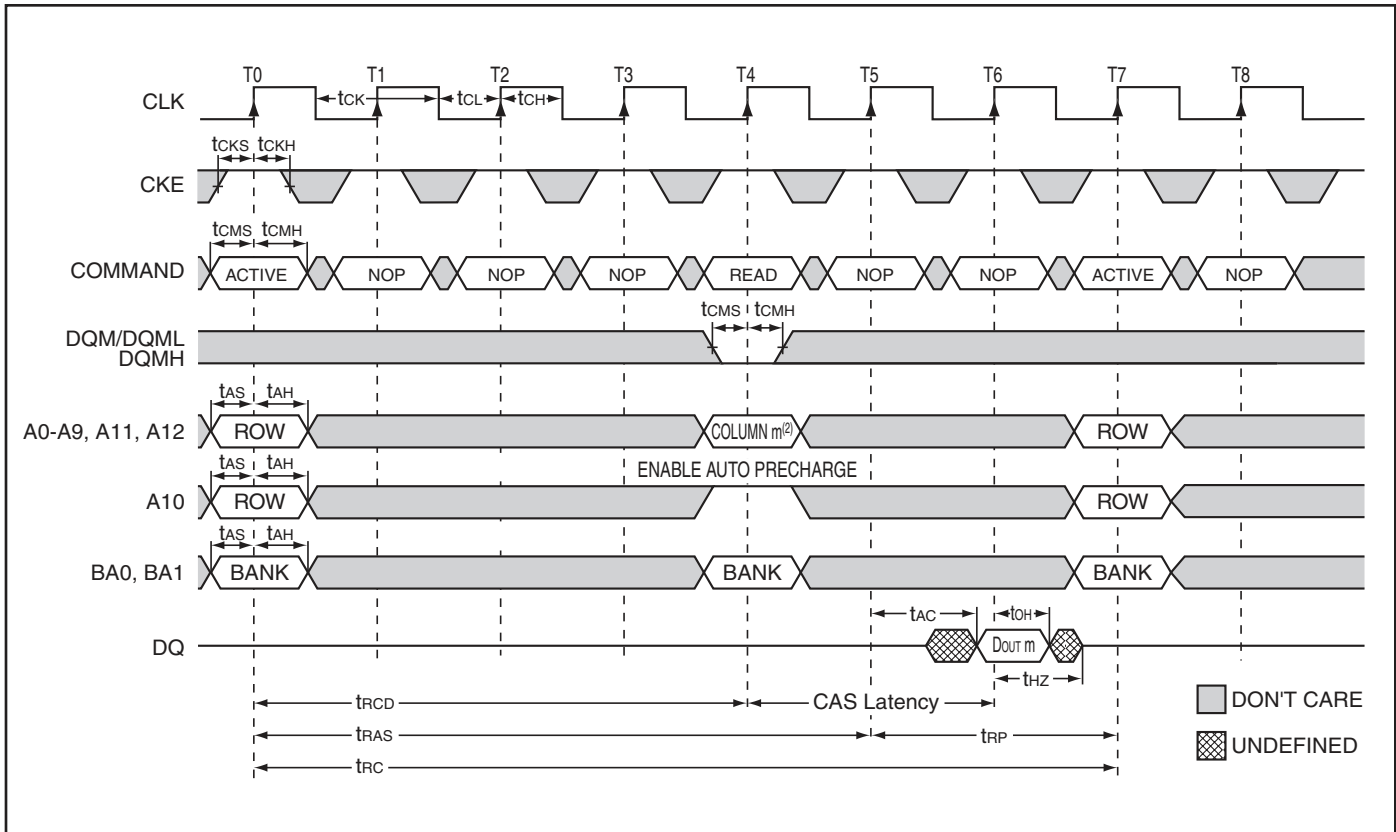 T0 T1 T2 T3 T4 T5 T6 T7 T8
CLK
tCK tCL tCH
tCKS tCKH
CKE
tCMS tCMH
COMMAND ACTIVE NOP NOP NOP READ NOP NOP ACTIVE NOP
tCMS tCMH
DQM/DQML
DQMH
tAS tAH
A0-A9, A11, A12 ROW COLUMN m(2) ROW
tAS tAH ENABLE AUTO PRECHARGE
A10 ROW ROW
tAS tAH
BA0, BA1 BANK BANK BANK
tAC tOH
DQ DOUT m
tHZ
tRCD CAS Latency
DON'T CARE
tRAS tRP
UNDEFINED
tRC